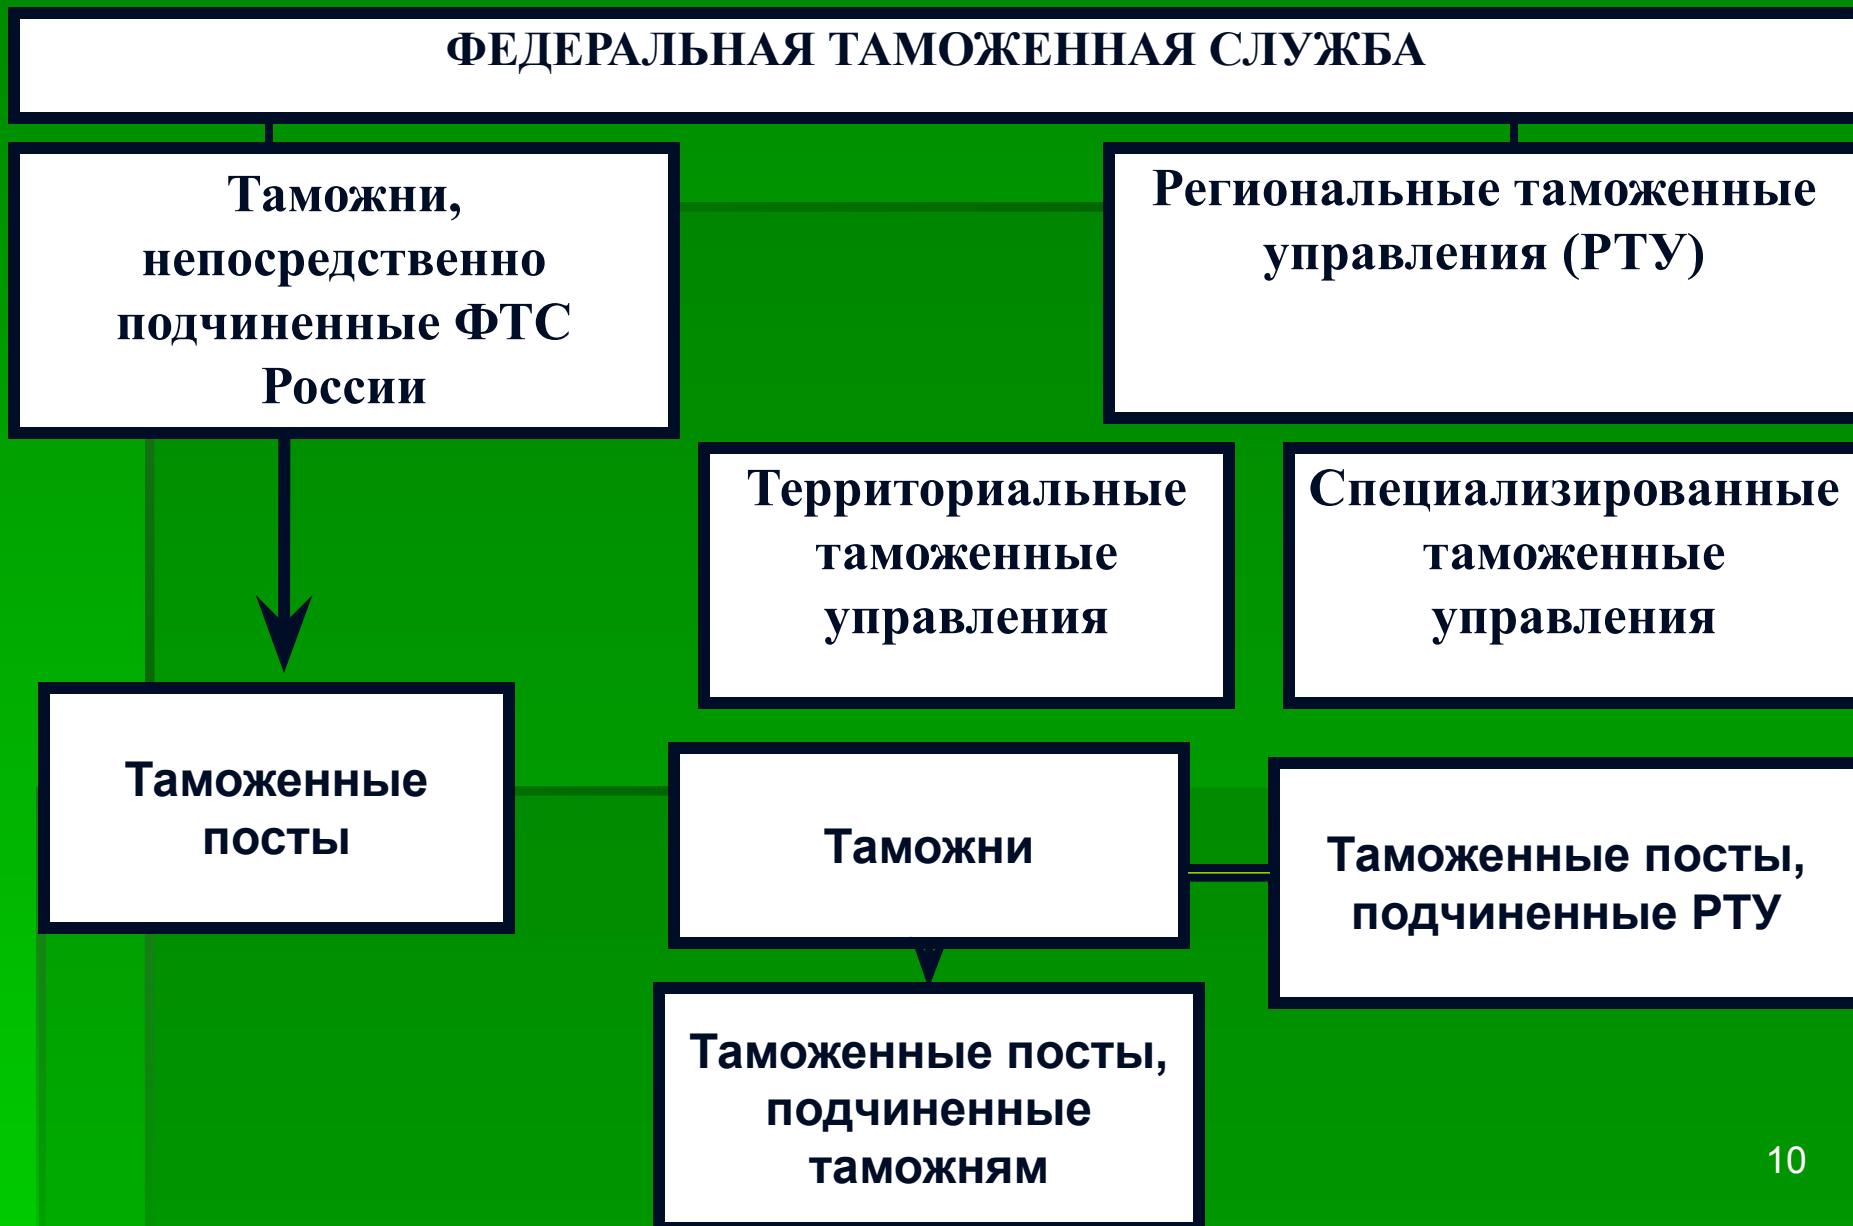 ФЕДЕРАЛЬНАЯ ТАМОЖЕННАЯ СЛУЖБА
Таможни,
непосредственно
подчиненные ФТС
России
Региональные таможенные
управления (РТУ)
Территориальные
таможенные
управления
Специализированные
таможенные
управления
Таможенные
посты
Таможни
Таможенные посты,
подчиненные РТУ
Таможенные посты,
подчиненные
таможням
10